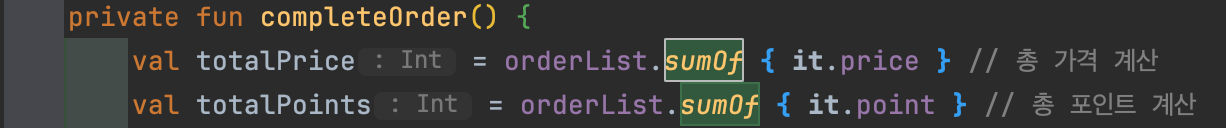 private fun completeOrder() {
val totalPrice : Int = orderList.sumOf { it.price } // 총 가격 계산
val totalPoints : Int = orderList.sumOf { it.point } // 총 포인트 계산